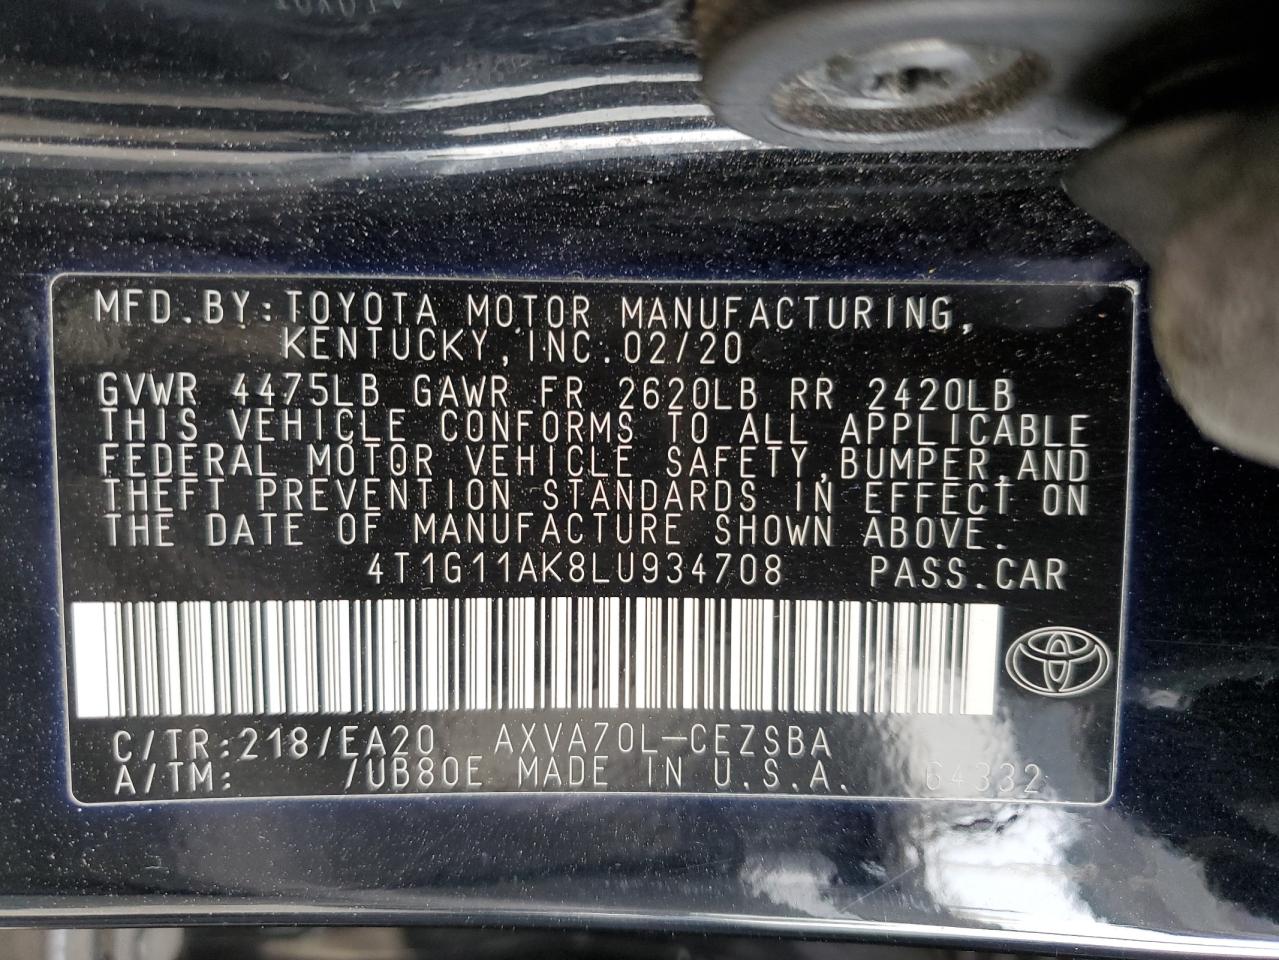 MFD.BY:TOYOTA MOTOR MANUFACTURING,
KENTUCKY,INC.02/20
GVWR 4475LB GAWR FR 2620LB RR 2420LB
THIS VEHICLE CONFORMS TO ALL APPLICABLE
FEDERAL MOTOR VEHICLE SAFETY,BUMPER,AND
THEFT PREVENTION STANDARDS IN EFFECT ON
THE DATE OF MANUFACTURE SHOWN ABOVE.
4T1G11AK8LU934708 PASS.CAR
C/TR:218/EA20 AXVA70L-CEZSBA
A/TM: /UB80E MADE IN U.S.A. G4332